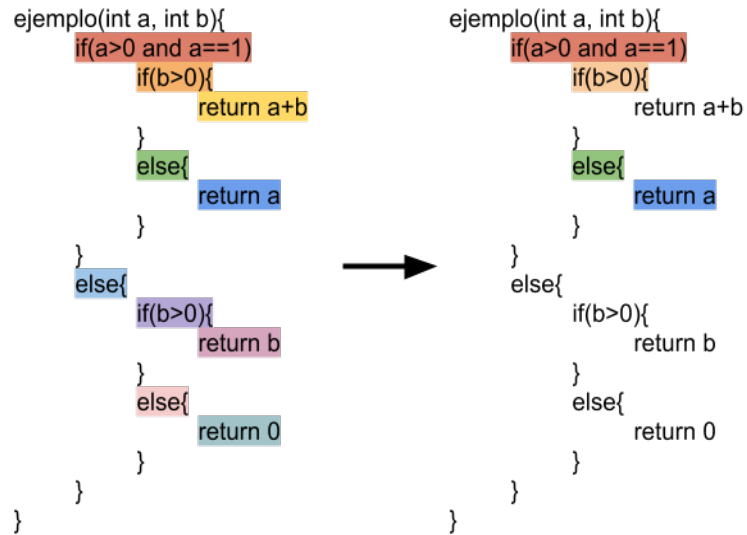 ejemplo(int a, int b){
if(a>0 and a==1)
if(b>0){
return a+b
}
else{
return a
}
}
else{
if(b>0){
return b
}
else{
return 0
}
}
}
ejemplo(int a, int b){
if(a>0 and a==1)
if(b>0){
return a+b
}
else{
return a
}
}
else{
if(b>0){
return b
}
else{
return 0
}
}
}